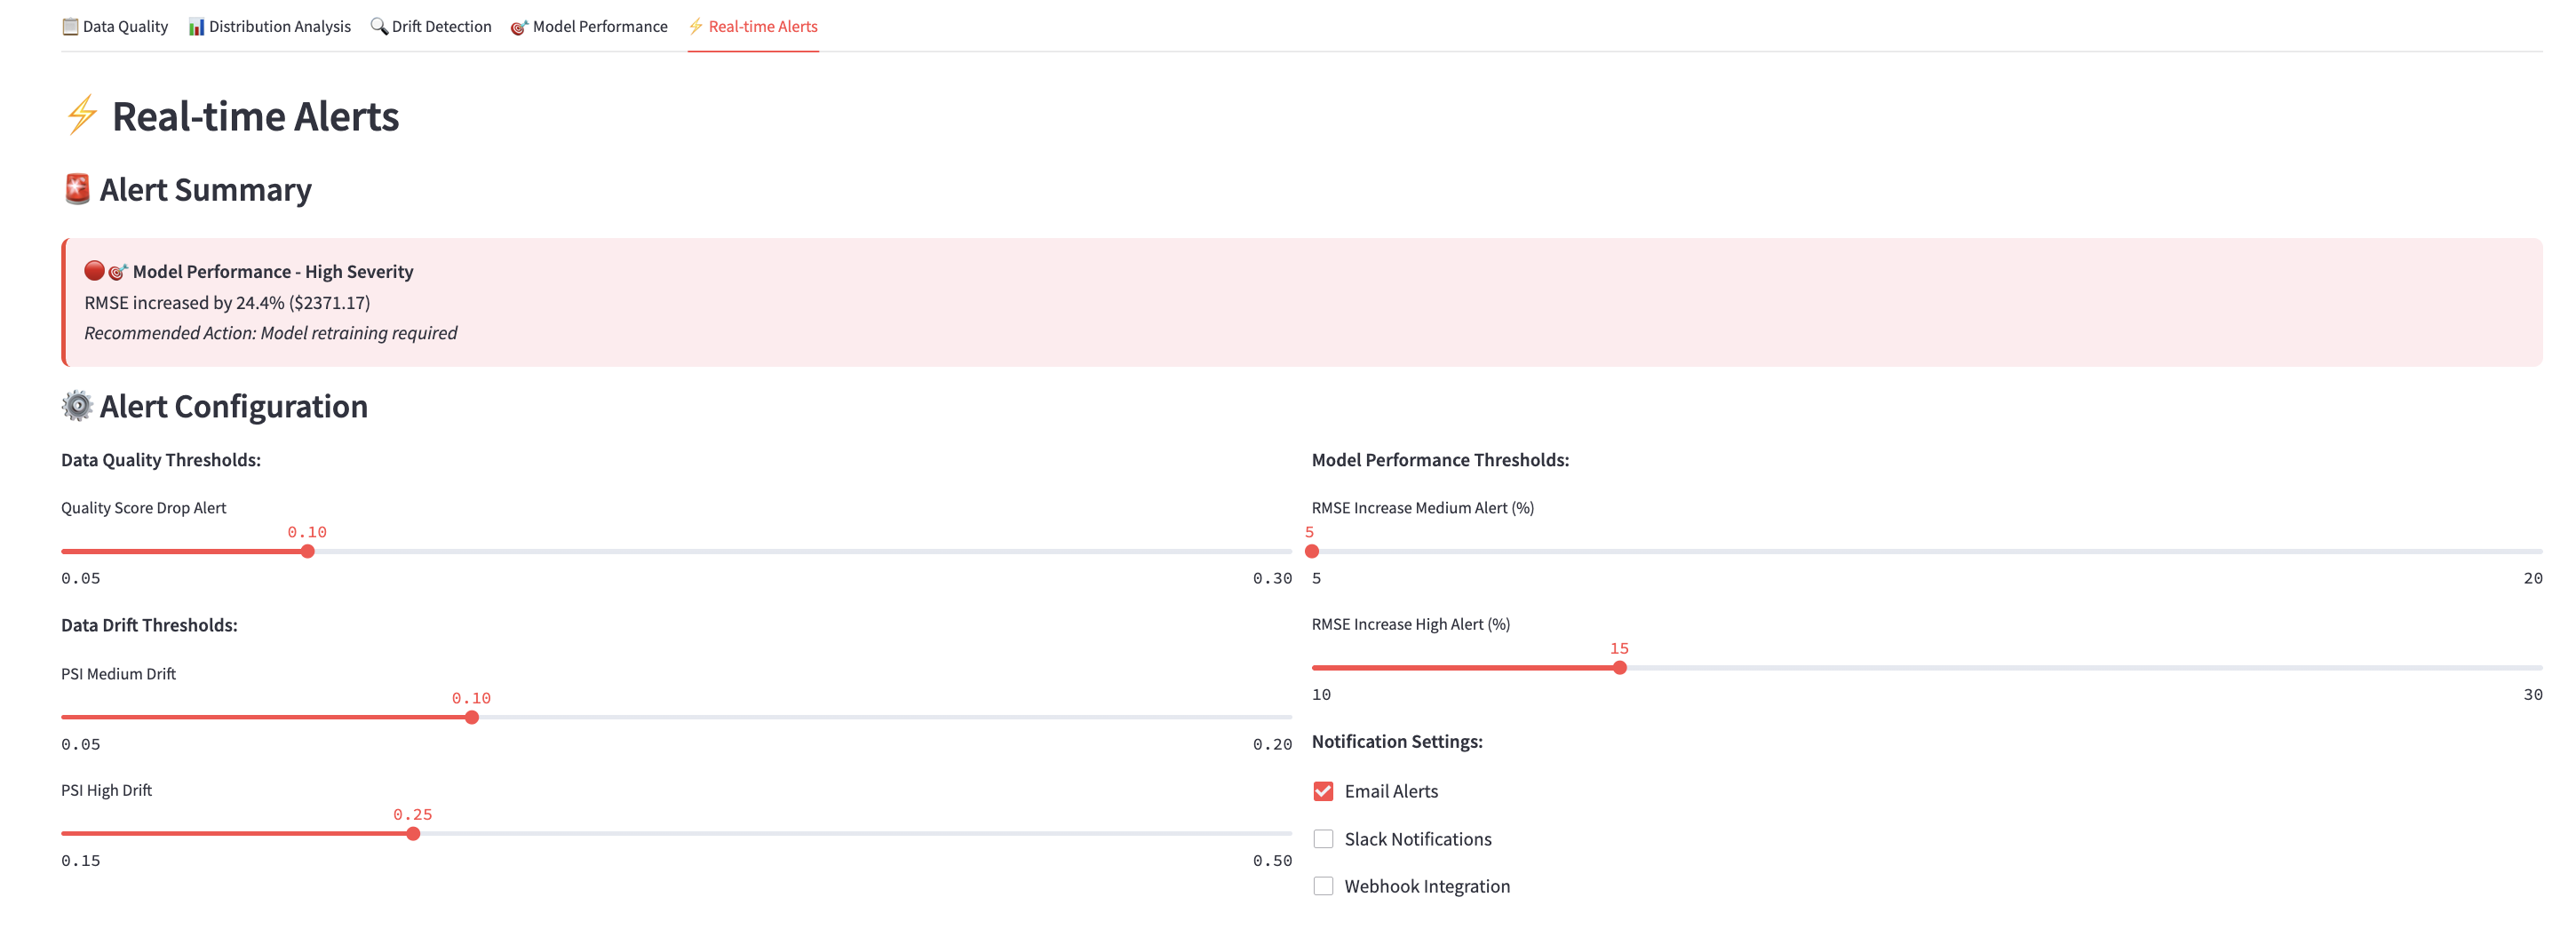 Data Quality
Distribution Analysis
Drift Detection
Model Performance
Real-time Alerts
Real-time Alerts
Alert Summary
Model Performance - High Severity
RMSE increased by 24.4% ($2371.17)
Recommended Action: Model retraining required
Alert Configuration
Data Quality Thresholds:
Quality Score Drop Alert
0.10
0.05 0.30
Data Drift Thresholds:
PSI Medium Drift
0.10
0.05 0.20
PSI High Drift
0.25
0.15 0.50
Model Performance Thresholds:
RMSE Increase Medium Alert (%)
5
5 20
RMSE Increase High Alert (%)
15
10 30
Notification Settings:
Email Alerts
Slack Notifications
Webhook Integration